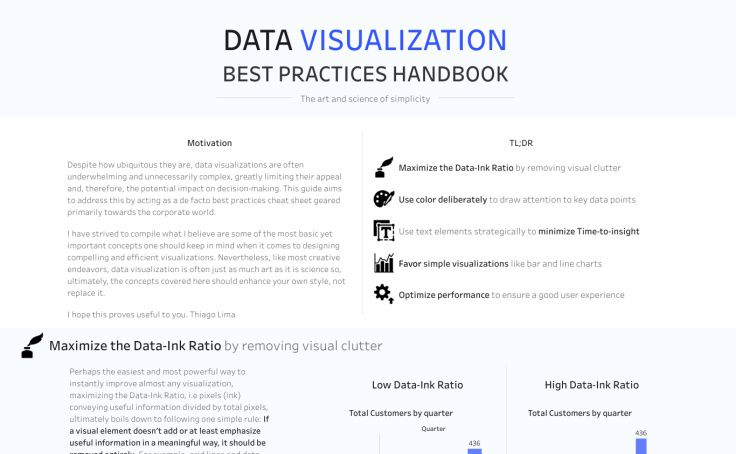 DATA VISUALIZATION
BEST PRACTICES HANDBOOK
The art and science of simplicity
Motivation
Despite how ubiquitous they are, data visualizations are often
underwhelming and unnecessarily complex, greatly limiting their appeal
and, therefore, the potential impact on decision-making. This guide aims
to address this by acting as a de facto best practices cheat sheet geared
primarily towards the corporate world.
I have strived to compile what I believe are some of the most basic yet
important concepts one should keep in mind when it comes to designing
compelling and efficient visualizations. Nevertheless, like most creative
endeavors, data visualization is often just as much art as it is science so,
ultimately, the concepts covered here should enhance your own style, not
replace it.
I hope this proves useful to you. Thiago Lima
TL;DR
Maximize the Data-Ink Ratio by removing visual clutter
Use color deliberately to draw attention to key data points
Use text elements strategically to minimize Time-to-insight
Favor simple visualizations like bar and line charts
Optimize performance to ensure a good user experience
Maximize the Data-Ink Ratio by removing visual clutter
Perhaps the easiest and most powerful way to
instantly improve almost any visualization,
maximizing the Data-Ink Ratio, i.e pixels (ink)
conveying useful information divided by total pixels,
ultimately boils down to following one simple rule: If
a visual element doesn't add or at least emphasize
useful information in a meaningful way, it should be
removed entirely. For example, grid lines and data
Low Data-Ink Ratio
Total Customers by quarter
Quarter
436
High Data-Ink Ratio
Total Customers by quarter
436